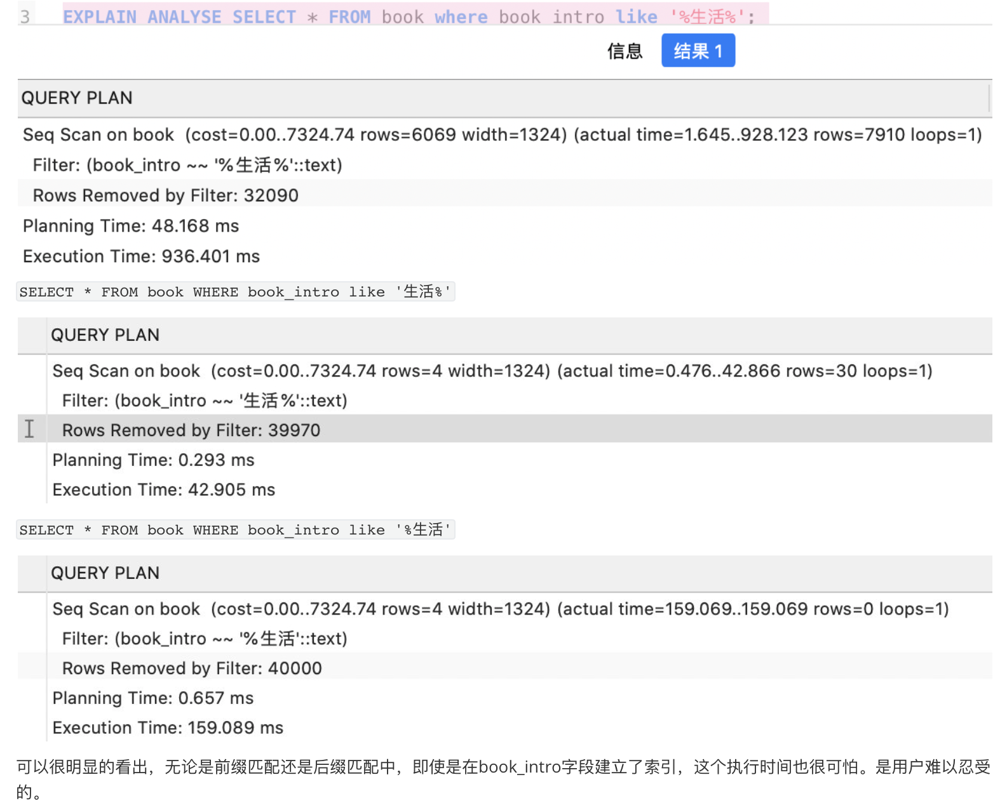 3 EXPLAIN ANALYSE SELECT * FROM book where book_intro like '%生活%';
信息 结果 1
QUERY PLAN
Seq Scan on book (cost=0.00..7324.74 rows=6069 width=1324) (actual time=1.645..928.123 rows=7910 loops=1)
Filter: (book_intro ~~ '%生活%'::text)
Rows Removed by Filter: 32090
Planning Time: 48.168 ms
Execution Time: 936.401 ms
SELECT * FROM book WHERE book_intro like '生活%'
QUERY PLAN
Seq Scan on book (cost=0.00..7324.74 rows=4 width=1324) (actual time=0.476..42.866 rows=30 loops=1)
Filter: (book_intro ~~ '生活%'::text)
Rows Removed by Filter: 39970
Planning Time: 0.293 ms
Execution Time: 42.905 ms
SELECT * FROM book WHERE book_intro like '%生活'
QUERY PLAN
Seq Scan on book (cost=0.00..7324.74 rows=4 width=1324) (actual time=159.069..159.069 rows=0 loops=1)
Filter: (book_intro ~~ '%生活'::text)
Rows Removed by Filter: 40000
Planning Time: 0.657 ms
Execution Time: 159.089 ms
可以很明显的看出，无论是前缀匹配还是后缀匹配中，即使是在book_intro字段建立了索引，这个执行时间也很可怕。是用户难以忍受
的。